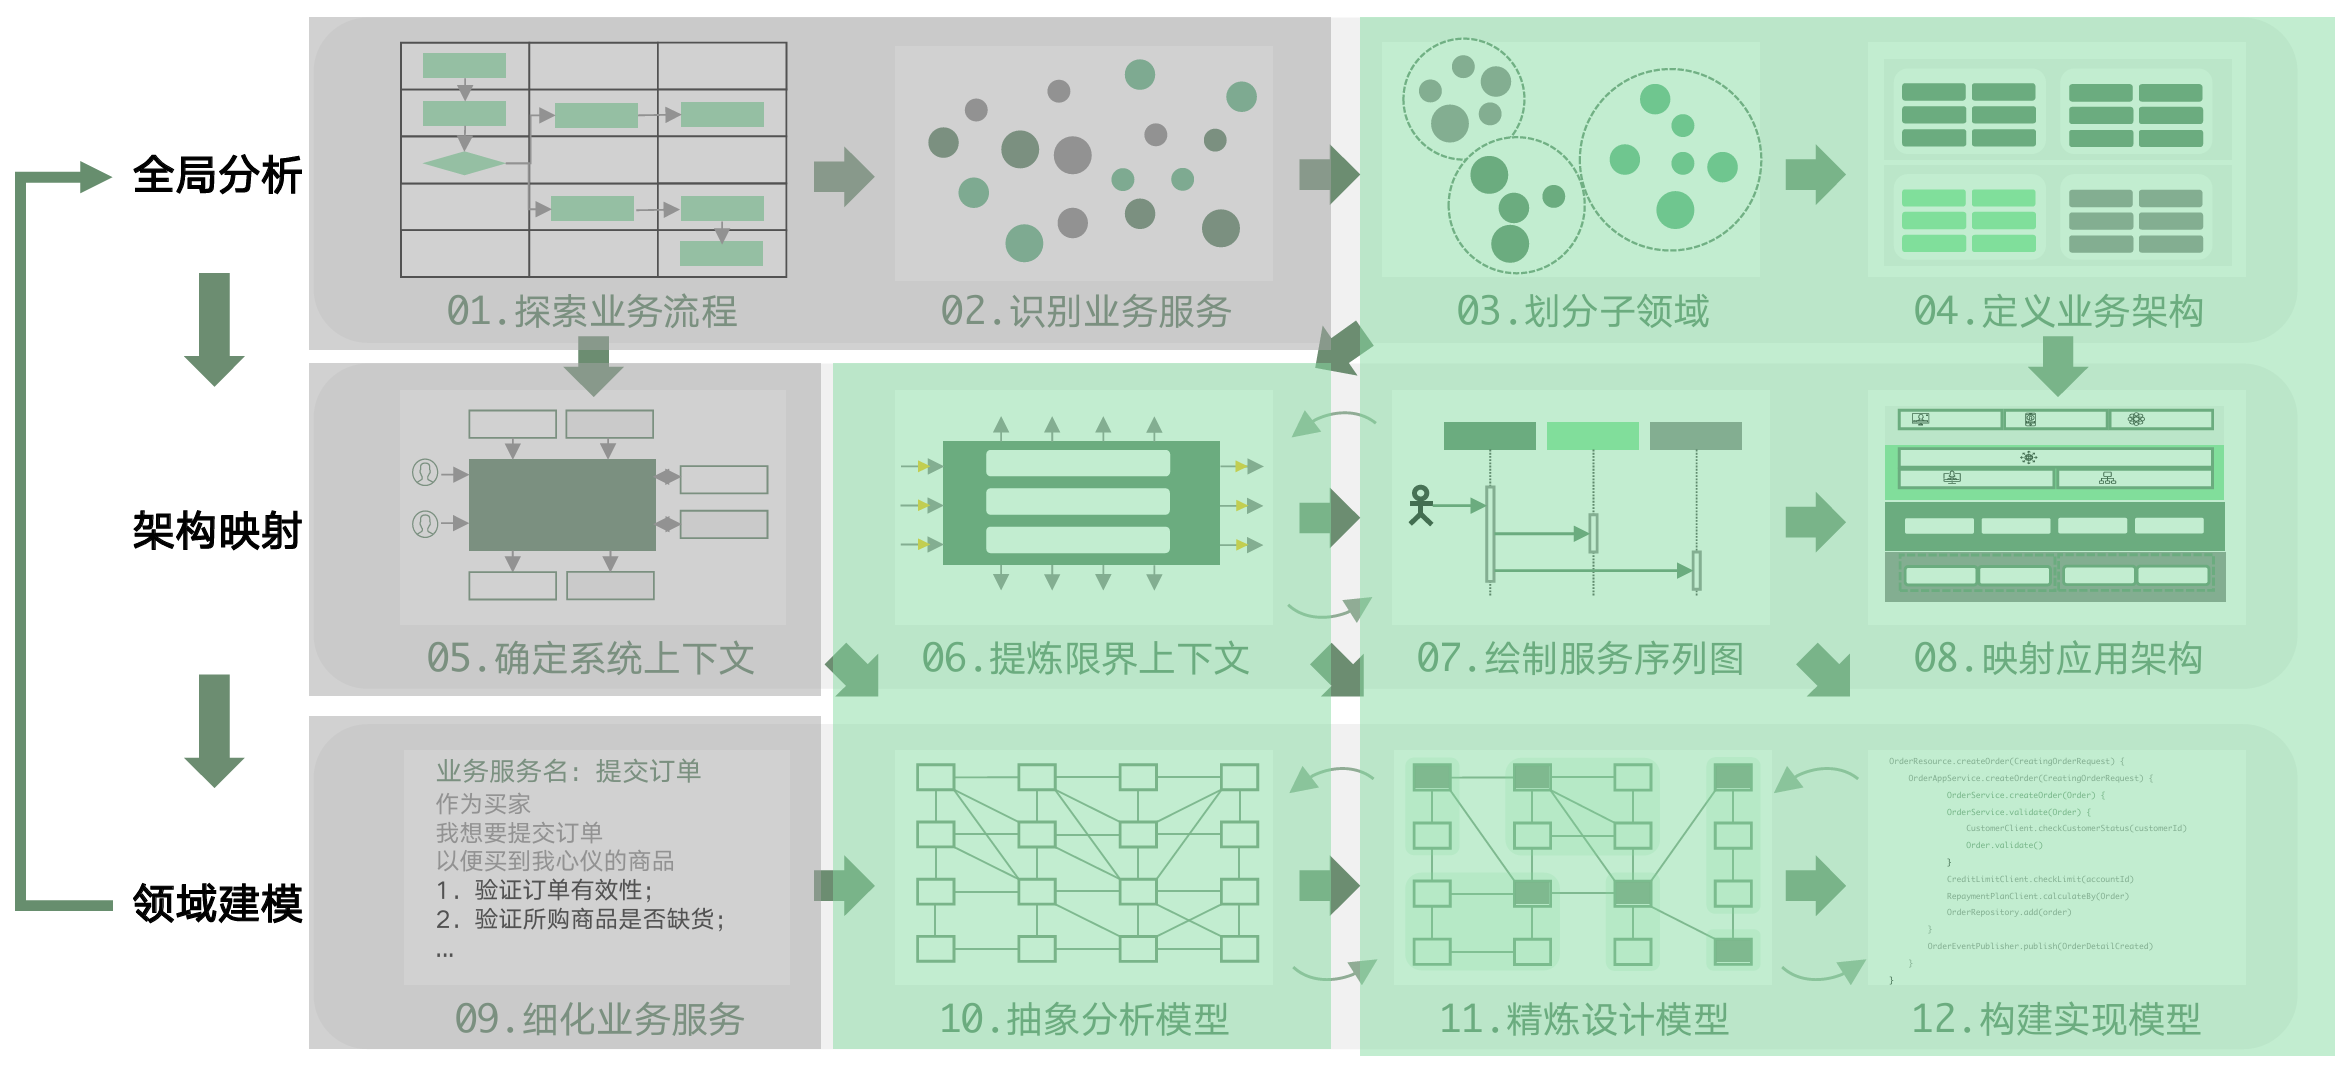 全局分析
01.探索业务流程
02.识别业务服务
03.划分子领域
04.定义业务架构
架构映射
05.确定系统上下文
06.提炼限界上下文
07.绘制服务序列图
08.映射应用架构
领域建模
业务服务名: 提交订单
作为买家
我想要提交订单
以便买到我心仪的商品
1. 验证订单有效性;
2. 验证所购商品是否缺货;
…
OrderResource.createOrder(CreatingOrderRequest) {
OrderAppService.createOrder(CreatingOrderRequest) {
OrderService.createOrder(Order) {
OrderService.validate(Order) {
CustomerClient.checkCustomerStatus(customerId)
Order.validate()
}
CreditLimitClient.checkLimit(accountId)
RepaymentPlanClient.calculateBy(Order)
OrderRepository.add(order)
}
OrderEventPublisher.publish(OrderDetailCreated)
}
}
09.细化业务服务
10.抽象分析模型
11.精炼设计模型
12.构建实现模型